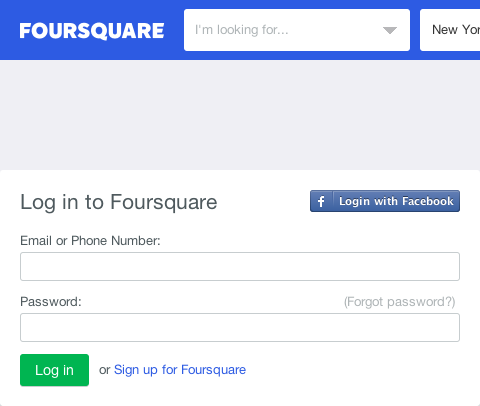 FOURSQUARE
I'm looking for...
New Yor
Log in to Foursquare
f Login with Facebook
Email or Phone Number:
Password:
(Forgot password?)
Log in or Sign up for Foursquare